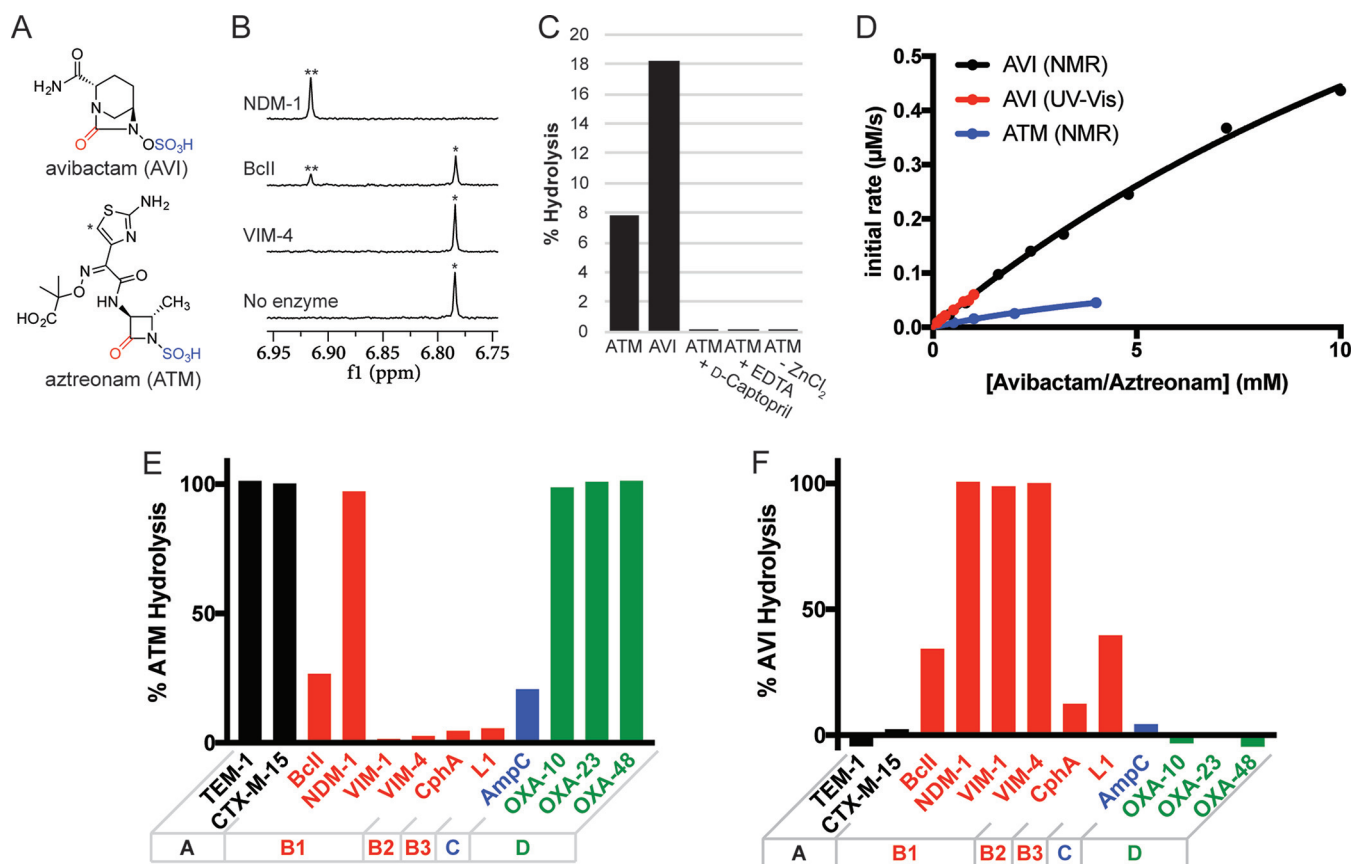 A
O
H₂N
N
O
N
OSO₃H
avibactam (AVI)
NH₂
S
N
*
N
O
O
HN
CH₃
HO₂C
N
O
SO₃H
aztreonam (ATM)
B
NDM-1
**
BcII
**
*
VIM-4
*
No enzyme
*
6.95 6.90 6.85 6.80 6.75
f1 (ppm)
C
% Hydrolysis
20
18
16
14
12
10
8
6
4
2
0
ATM
AVI
ATM + D-Captopril
ATM + EDTA
ATM - ZnCl₂
D
AVI (NMR)
AVI (UV-Vis)
ATM (NMR)
initial rate (µM/s)
0.5
0.4
0.3
0.2
0.1
0.0
0 5 10
[Avibactam/Aztreonam] (mM)
E
% ATM Hydrolysis
100
50
0
TEM-1
CTX-M-15
BcII
NDM-1
VIM-1
VIM-4
CphA
L1
AmpC
OXA-10
OXA-23
OXA-48
A B1 B2 B3 C D
F
% AVI Hydrolysis
100
50
0
TEM-1
CTX-M-15
BcII
NDM-1
VIM-1
VIM-4
CphA
L1
AmpC
OXA-10
OXA-23
OXA-48
A B1 B2 B3 C D